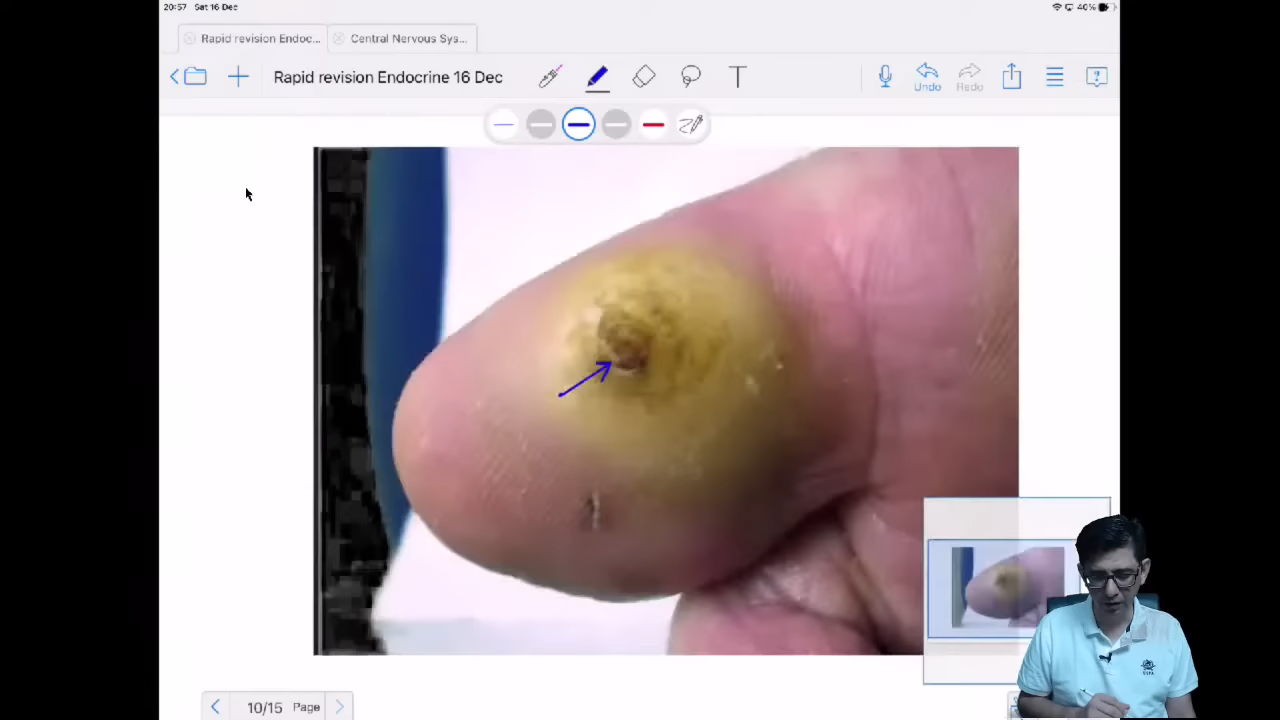 20:57 Sat 16 Dec
40%
Rapid revision Endoc...
Central Nervous Sys...
Rapid revision Endocrine 16 Dec
T
Undo
Redo
10/15 Page